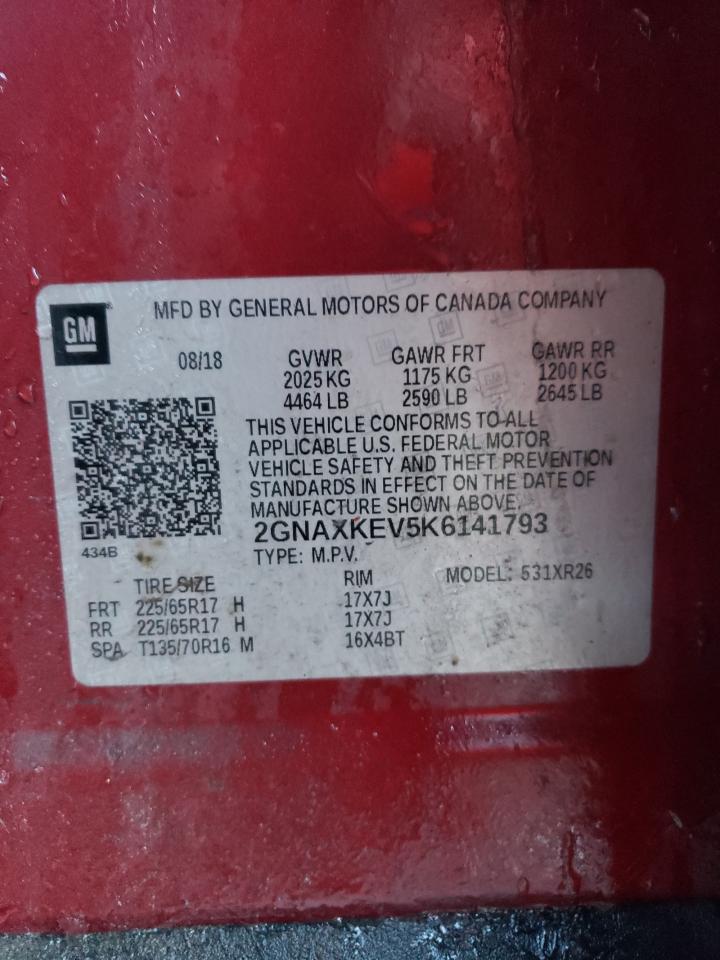 GM
MFD BY GENERAL MOTORS OF CANADA COMPANY
08/18 GVWR GAWR FRT GAWR RR
2025 KG 1175 KG 1200 KG
4464 LB 2590 LB 2645 LB
THIS VEHICLE CONFORMS TO ALL
APPLICABLE U.S. FEDERAL MOTOR
VEHICLE SAFETY AND THEFT PREVENTION
STANDARDS IN EFFECT ON THE DATE OF
MANUFACTURE SHOWN ABOVE.
2GNAXKEV5K6141793
434B
TYPE: M.P.V.
TIRE SIZE RIM MODEL: 531XR26
FRT 225/65R17 H 17X7J
RR 225/65R17 H 17X7J
SPA T135/70R16 M 16X4BT